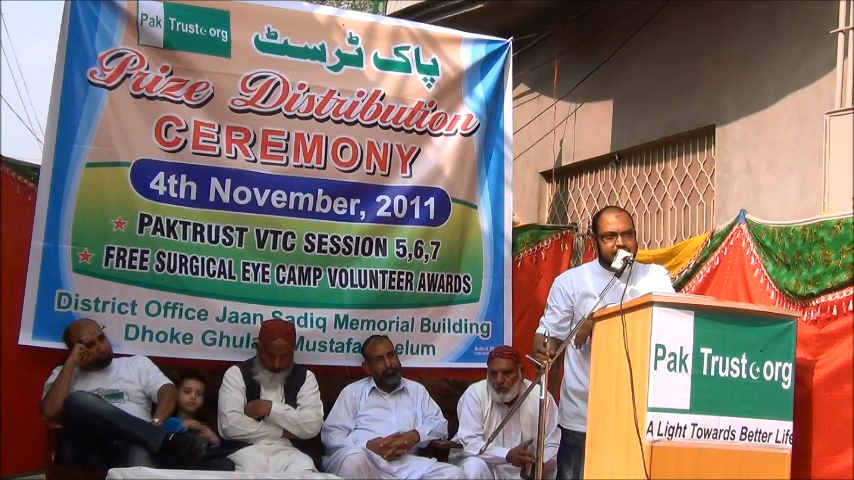 Pak Trust org
پاک ٹرسٹ
Prize Distribution
CEREMONY
4th November, 2011
PAKTRUST VTC SESSION 5,6,7
FREE SURGICAL EYE CAMP VOLUNTEER AWARDS
District Office Jaan Sadiq Memorial Building
Dhoke Ghula Mustafa elum
Pak Trust org
A Light Towards Better Life